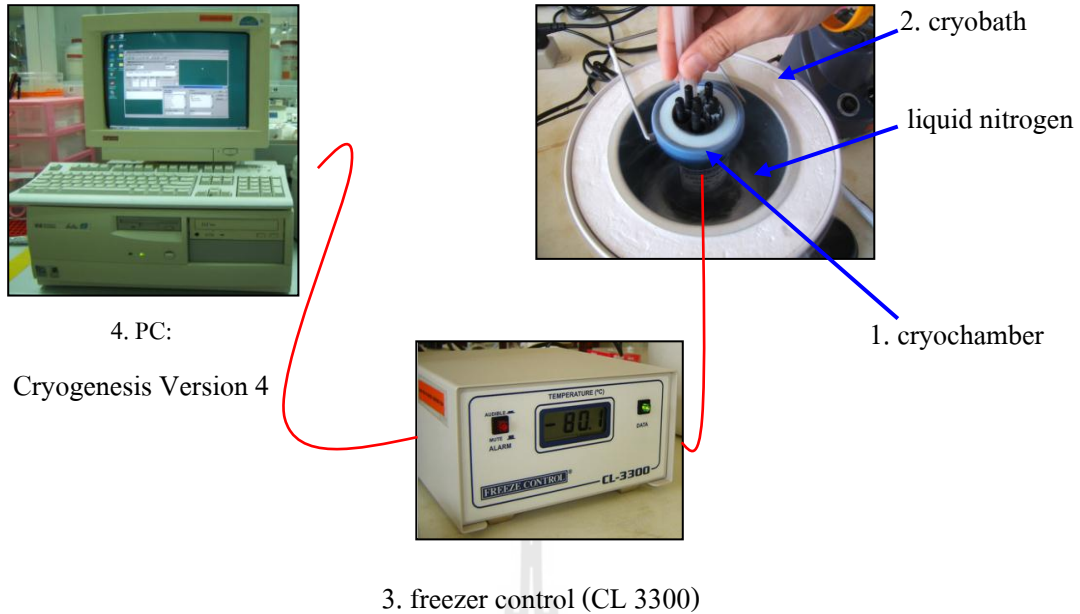 2. cryobath
liquid nitrogen
1. cryochamber
4. PC:
Cryogenesis Version 4
TEMPERATURE (°C)
AUDIBLE
MUTE
ALARM
-80.1
DATA
FREEZE CONTROL®
CL-3300
3. freezer control (CL 3300)